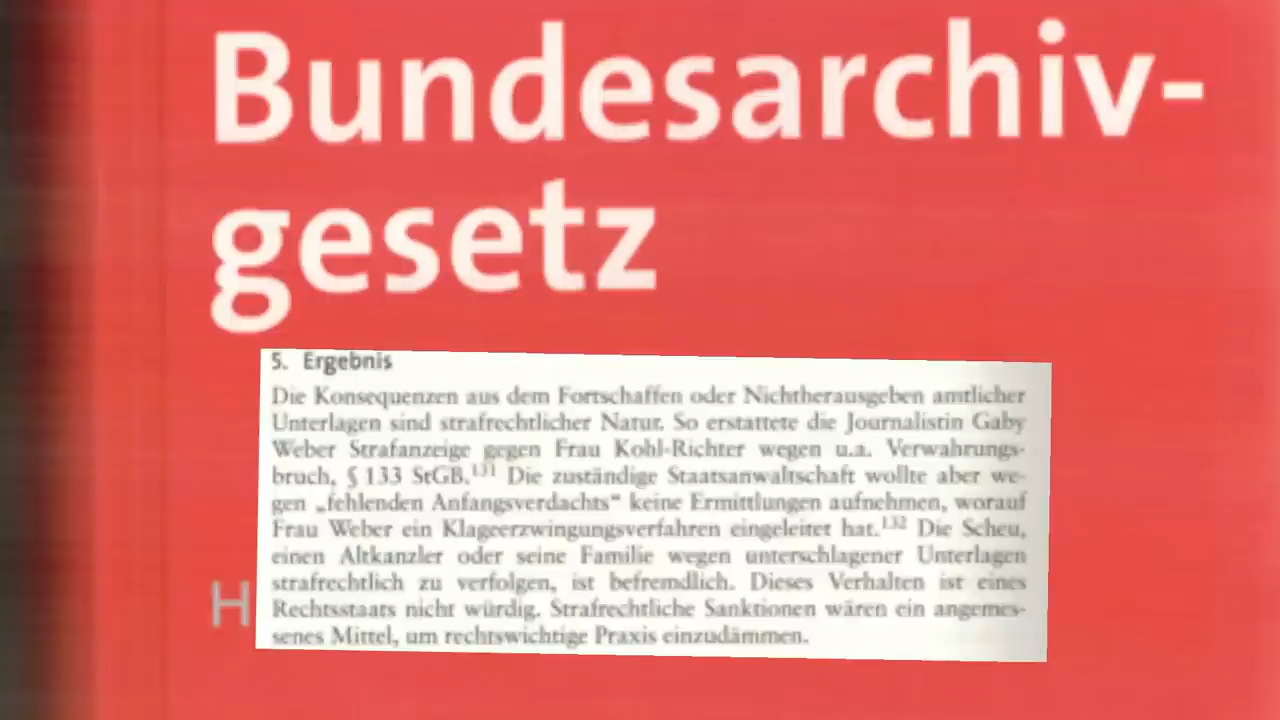 Bundesarchiv-
gesetz
5. Ergebnis
Die Konsequenzen aus dem Fortschaffen oder Nichtherausgeben amtlicher
Unterlagen sind strafrechtlicher Natur. So erstattete die Journalistin Gaby
Weber Strafanzeige gegen Frau Kohl-Richter wegen u.a. Verwahrungs-
bruch, § 133 StGB.131 Die zuständige Staatsanwaltschaft wollte aber we-
gen „fehlenden Anfangsverdachts“ keine Ermittlungen aufnehmen, worauf
Frau Weber ein Klageerzwingungsverfahren eingeleitet hat.132 Die Scheu,
einen Altkanzler oder seine Familie wegen unterschlagener Unterlagen
strafrechtlich zu verfolgen, ist befremdlich. Dieses Verhalten ist eines
H Rechtsstaats nicht würdig. Strafrechtliche Sanktionen wären ein angemes-
senes Mittel, um rechtswichtige Praxis einzudämmen.